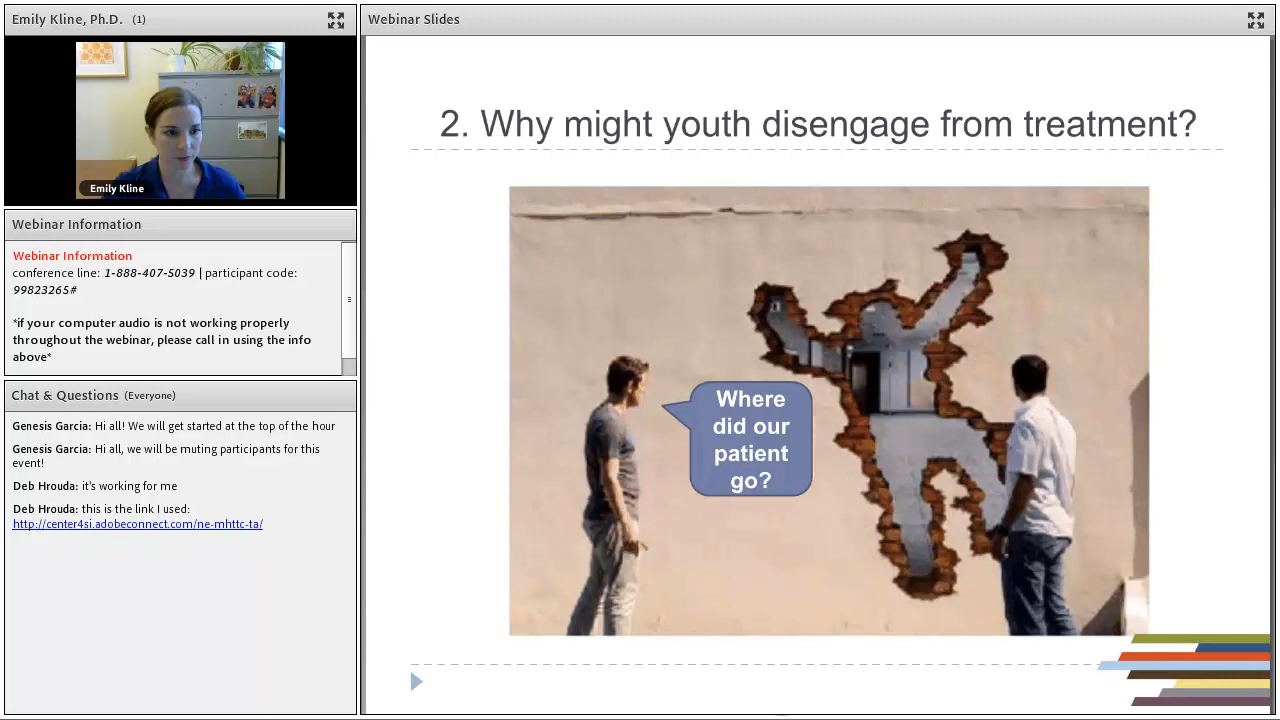 Emily Kline, Ph.D. (1)
Emily Kline
Webinar Information
Webinar Information
conference line: 1-888-407-5039 | participant code:
99823265#
*if your computer audio is not working properly
throughout the webinar, please call in using the info
above*
Chat & Questions (Everyone)
Genesis Garcia: Hi all! We will get started at the top of the hour
Genesis Garcia: Hi all, we will be muting participants for this
event!
Deb Hrouda: it's working for me
Deb Hrouda: this is the link I used:
http://center4si.adobeconnect.com/ne-mhttc-ta/
Webinar Slides
2. Why might youth disengage from treatment?
Where
did our
patient
go?